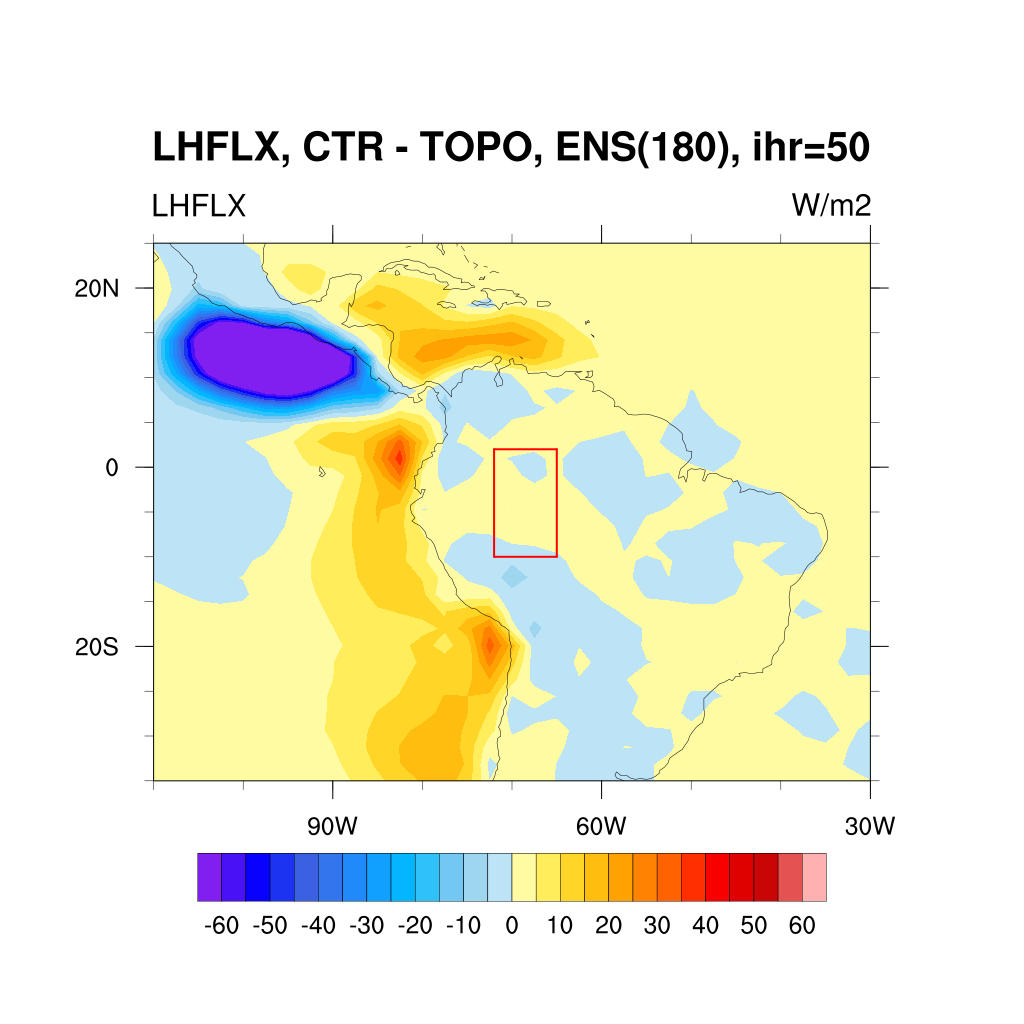 LHFLX, CTR - TOPO, ENS(180), ihr=50
LHFLX W/m2
20N
0
20S
90W 60W 30W
-60 -50 -40 -30 -20 -10 0 10 20 30 40 50 60